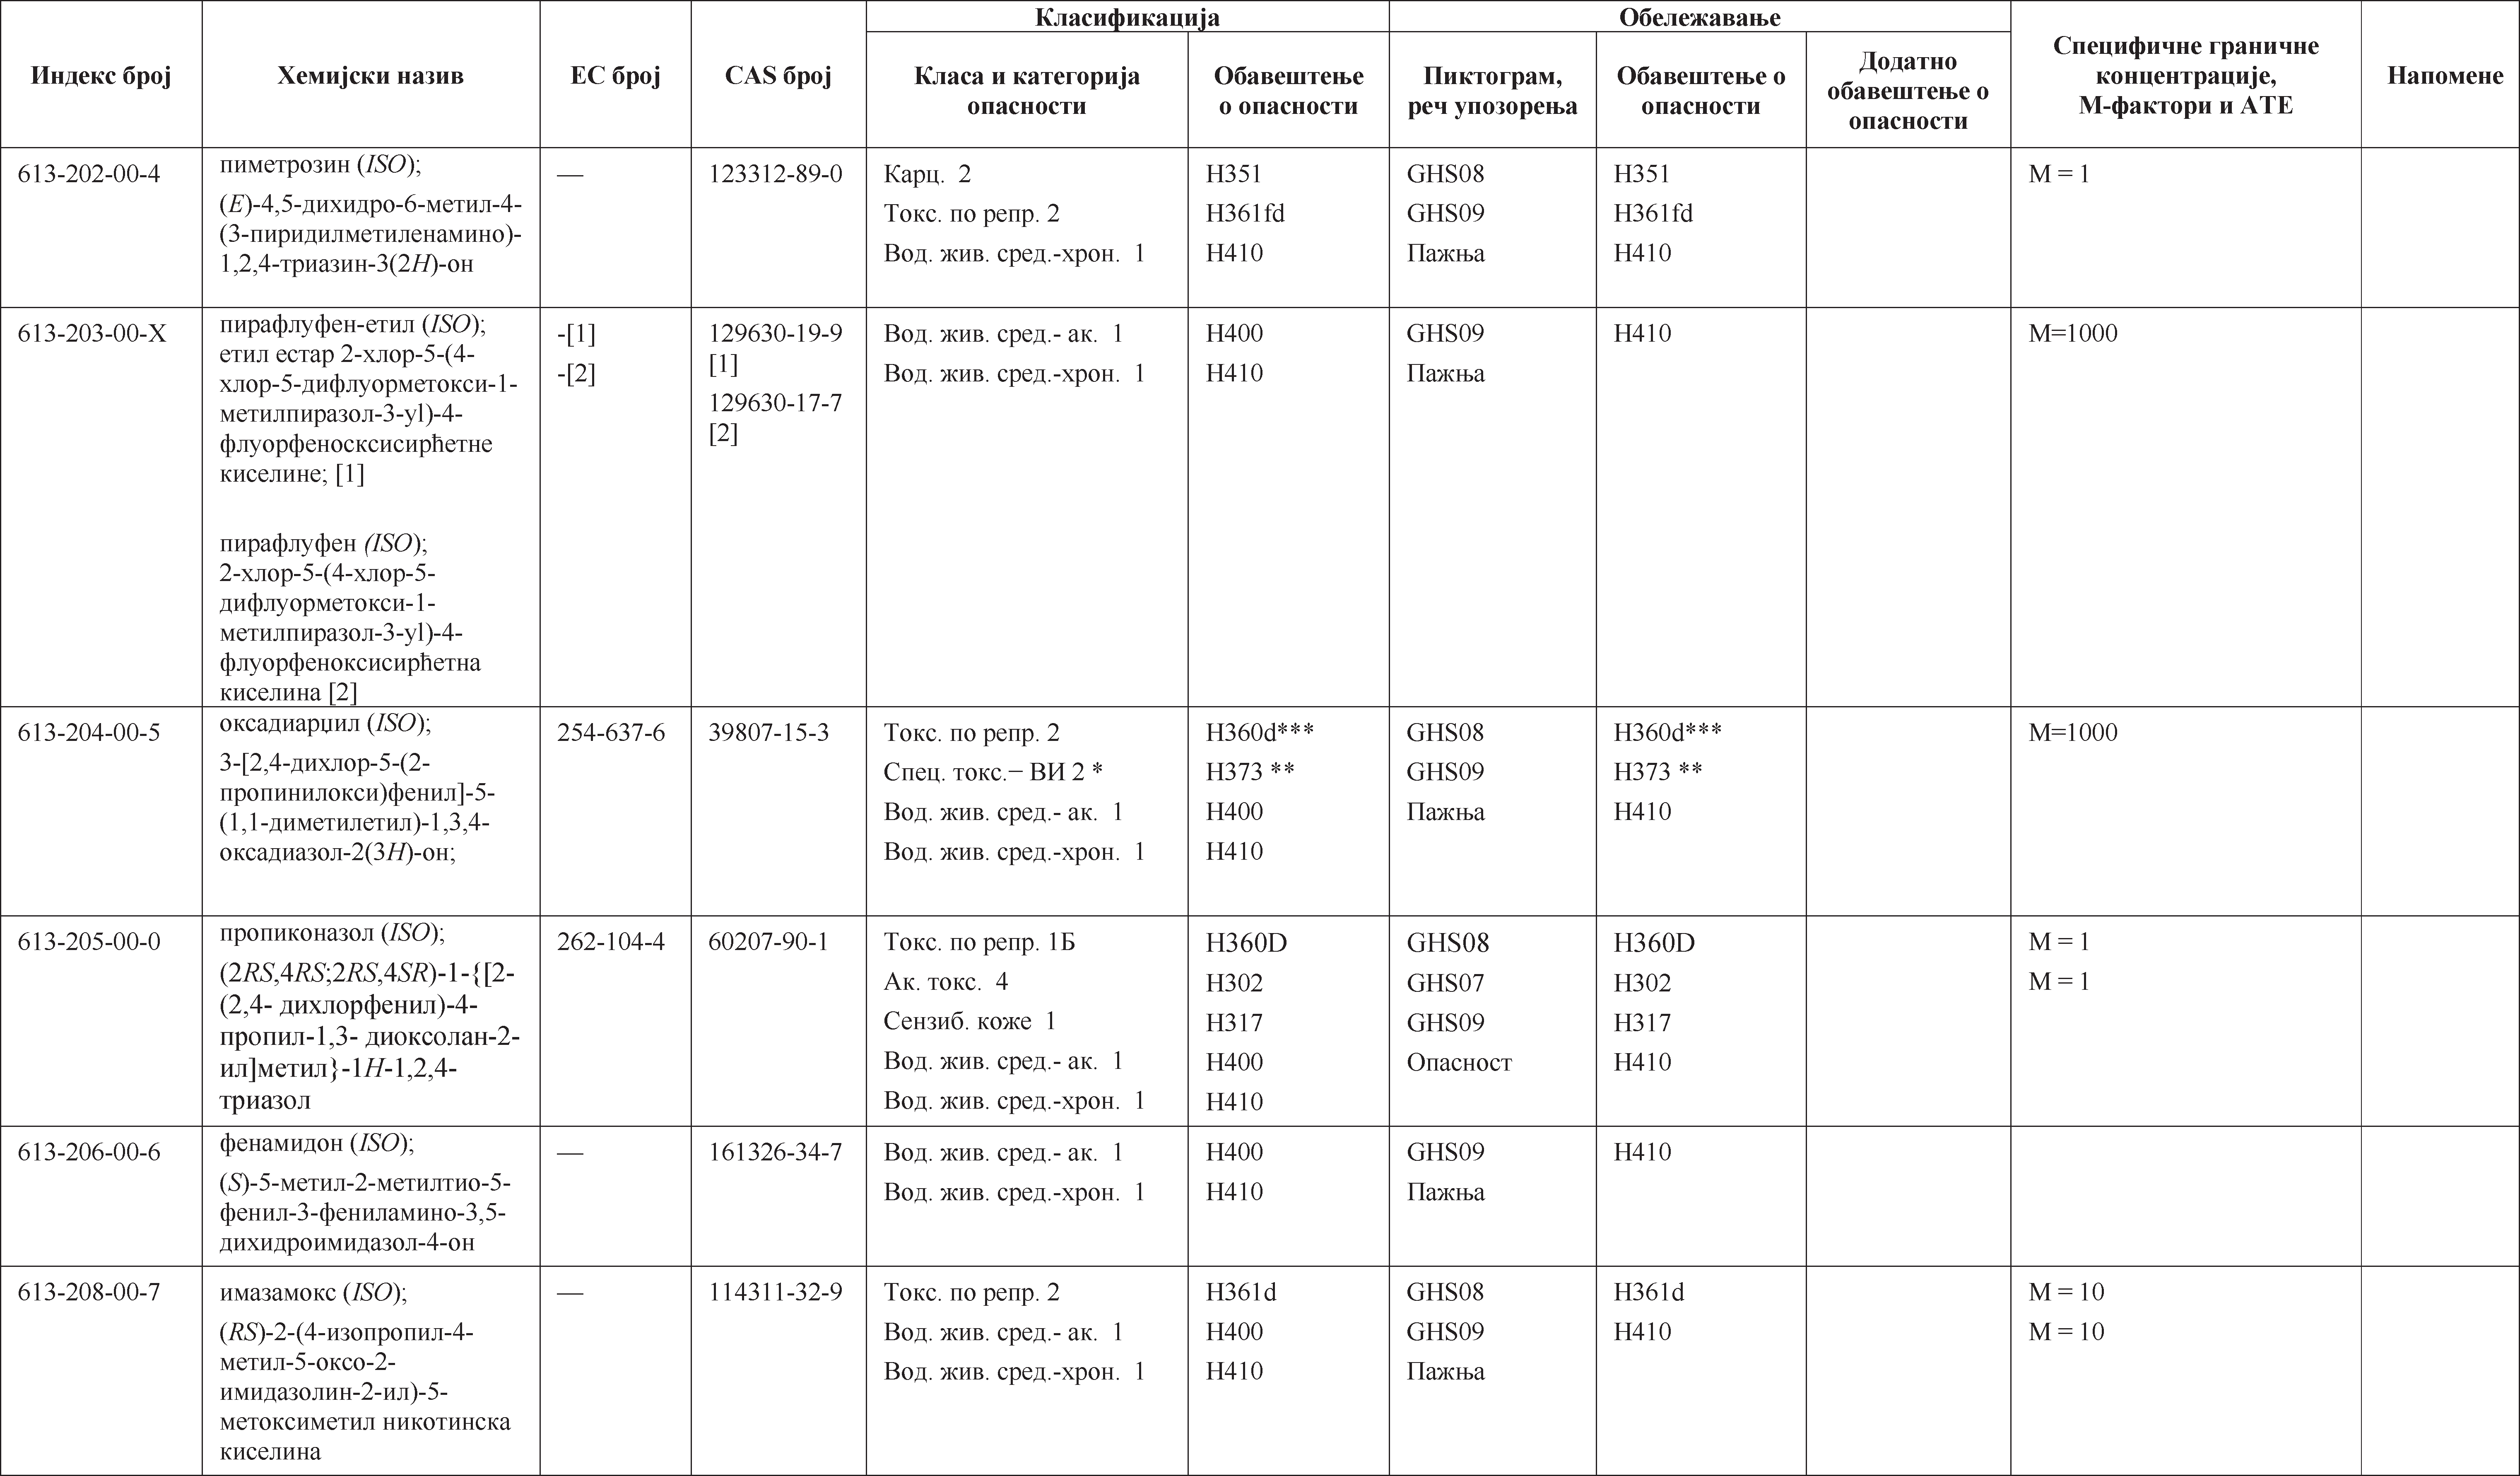 Класификација
Обележавање
Индекс број
Хемијски назив
ЕС број
CAS број
Класа и категорија
опасности
Обавештење
о опасности
Пиктограм,
реч упозорења
Обавештење о
опасности
Додатно
обавештење о
опасности
Специфичне граничне
концентрације,
М-фактори и АТЕ
Напомене
613-202-00-4
пиметрозин (ISO);
(E)-4,5-дихидро-6-метил-4-
(3-пиридилметиленамино)-
1,2,4-триазин-3(2H)-он
—
123312-89-0
Карц.  2
Токс. по репр. 2
Вод. жив. сред.-хрон.  1
H351
H361fd
H410
GHS08
GHS09
Пажња
H351
H361fd
H410
M = 1
613-203-00-X
пирафлуфен-етил (ISO);
етил естар 2-хлор-5-(4-
хлор-5-дифлуорметокси-1-
метилпиразол-3-yl)-4-
флуорфеносксисирћетне
киселине; [1]
пирафлуфен (ISO);
2-хлор-5-(4-хлор-5-
дифлуорметокси-1-
метилпиразол-3-yl)-4-
флуорфеноксисирћетна
киселина [2]
-[1]
-[2]
129630-19-9
[1]
129630-17-7
[2]
Вод. жив. сред.- ак.  1
Вод. жив. сред.-хрон.  1
H400
H410
GHS09
Пажња
H410
M=1000
613-204-00-5
оксадиарџил (ISO);
3-[2,4-дихлор-5-(2-
пропинилокси)фенил]-5-
(1,1-диметилетил)-1,3,4-
оксадиазол-2(3H)-он;
254-637-6
39807-15-3
Токс. по репр. 2
Спец. токс.− ВИ 2 *
Вод. жив. сред.- ак.  1
Вод. жив. сред.-хрон.  1
H360d***
H373 **
H400
H410
GHS08
GHS09
Пажња
H360d***
H373 **
H410
M=1000
613-205-00-0
пропиконазол (ISO);
(2RS,4RS;2RS,4SR)-1-{[2-
(2,4- дихлорфенил)-4-
пропил-1,3- диоксолан-2-
ил]метил}-1H-1,2,4-
триазол
262-104-4
60207-90-1
Токс. по репр. 1Б
Ак. токс.  4
Сензиб. коже  1
Вод. жив. сред.- ак.  1
Вод. жив. сред.-хрон.  1
H360D
H302
H317
H400
H410
GHS08
GHS07
GHS09
Опасност
H360D
H302
H317
H410
M = 1
M = 1
613-206-00-6
фенамидон (ISO);
(S)-5-метил-2-метилтио-5-
фенил-3-фениламино-3,5-
дихидроимидазол-4-он
—
161326-34-7
Вод. жив. сред.- ак.  1
Вод. жив. сред.-хрон.  1
H400
H410
GHS09
Пажња
H410
613-208-00-7
имазамокс (ISO);
(RS)-2-(4-изопропил-4-
метил-5-оксо-2-
имидазолин-2-ил)-5-
метоксиметил никотинска
киселина
—
114311-32-9
Токс. по репр. 2
Вод. жив. сред.- ак.  1
Вод. жив. сред.-хрон.  1
H361d
H400
H410
GHS08
GHS09
Пажња
H361d
H410
M = 10
M = 10